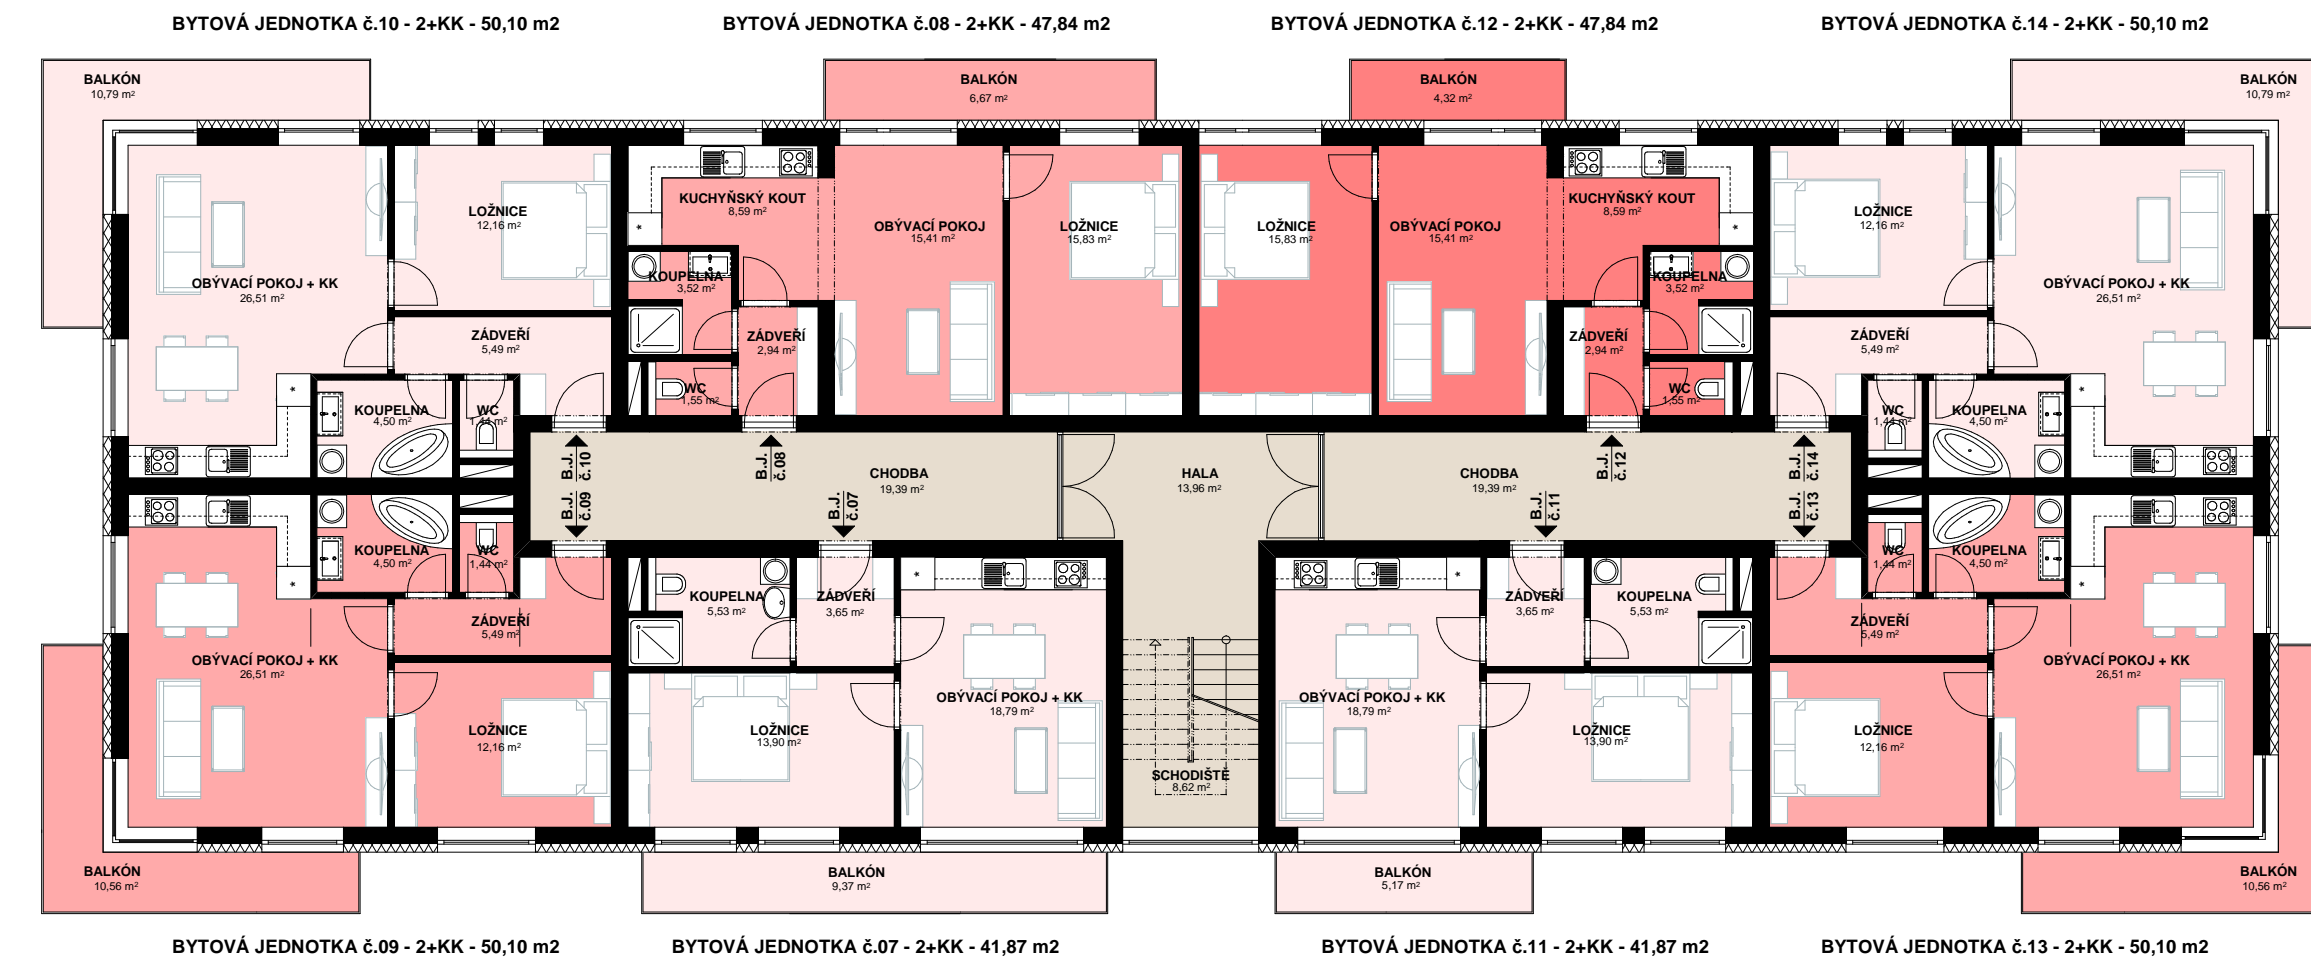 BYTOVÁ JEDNOTKA č.10 - 2+KK - 50,10 m2
BYTOVÁ JEDNOTKA č.08 - 2+KK - 47,84 m2
BYTOVÁ JEDNOTKA č.12 - 2+KK - 47,84 m2
BYTOVÁ JEDNOTKA č.14 - 2+KK - 50,10 m2
BALKÓN
10,79 m²
BALKÓN
6,67 m²
BALKÓN
4,32 m²
BALKÓN
10,79 m²
OBÝVACÍ POKOJ + KK
26,51 m²
LOŽNICE
12,16 m²
ZÁDVEŘÍ
5,49 m²
KOUPELNA
4,50 m²
WC
1,44 m²
KUCHYŇSKÝ KOUT
8,59 m²
OBÝVACÍ POKOJ
15,41 m²
LOŽNICE
15,83 m²
KOUPELNA
3,52 m²
ZÁDVEŘÍ
2,94 m²
WC
1,55 m²
LOŽNICE
15,83 m²
OBÝVACÍ POKOJ
15,41 m²
KUCHYŇSKÝ KOUT
8,59 m²
KOUPELNA
3,52 m²
ZÁDVEŘÍ
2,94 m²
WC
1,55 m²
LOŽNICE
12,16 m²
OBÝVACÍ POKOJ + KK
26,51 m²
ZÁDVEŘÍ
5,49 m²
WC
1,44 m²
KOUPELNA
4,50 m²
B.J.
č.10
B.J.
č.08
B.J.
č.12
B.J.
č.14
CHODBA
19,39 m²
HALA
13,96 m²
CHODBA
19,39 m²
B.J.
č.09
B.J.
č.07
B.J.
č.11
B.J.
č.13
KOUPELNA
4,50 m²
WC
1,44 m²
ZÁDVEŘÍ
5,49 m²
OBÝVACÍ POKOJ + KK
26,51 m²
LOŽNICE
12,16 m²
KOUPELNA
5,53 m²
ZÁDVEŘÍ
3,65 m²
OBÝVACÍ POKOJ + KK
18,79 m²
LOŽNICE
13,90 m²
SCHODIŠTĚ
8,62 m²
OBÝVACÍ POKOJ + KK
18,79 m²
ZÁDVEŘÍ
3,65 m²
KOUPELNA
5,53 m²
LOŽNICE
13,90 m²
WC
1,44 m²
KOUPELNA
4,50 m²
ZÁDVEŘÍ
5,49 m²
OBÝVACÍ POKOJ + KK
26,51 m²
LOŽNICE
12,16 m²
BALKÓN
10,56 m²
BALKÓN
9,37 m²
BALKÓN
5,17 m²
BALKÓN
10,56 m²
BYTOVÁ JEDNOTKA č.09 - 2+KK - 50,10 m2
BYTOVÁ JEDNOTKA č.07 - 2+KK - 41,87 m2
BYTOVÁ JEDNOTKA č.11 - 2+KK - 41,87 m2
BYTOVÁ JEDNOTKA č.13 - 2+KK - 50,10 m2